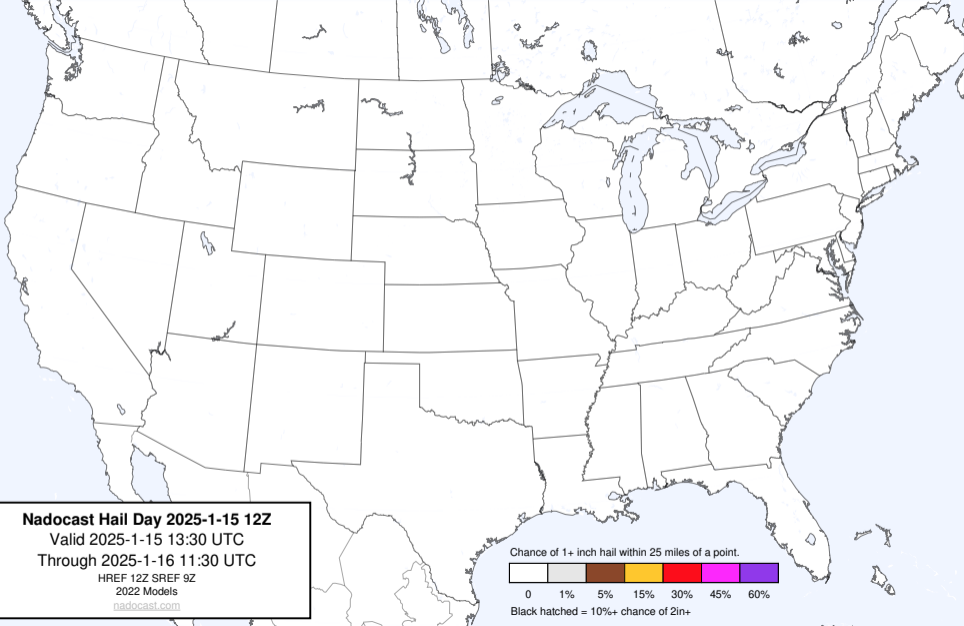 Nadocast Hail Day 2025-1-15 12Z
Valid 2025-1-15 13:30 UTC
Through 2025-1-16 11:30 UTC
HREF 12Z SREF 9Z
2022 Models
nadocast.com
Chance of 1+ inch hail within 25 miles of a point.
0 1% 5% 15% 30% 45% 60%
Black hatched = 10%+ chance of 2in+